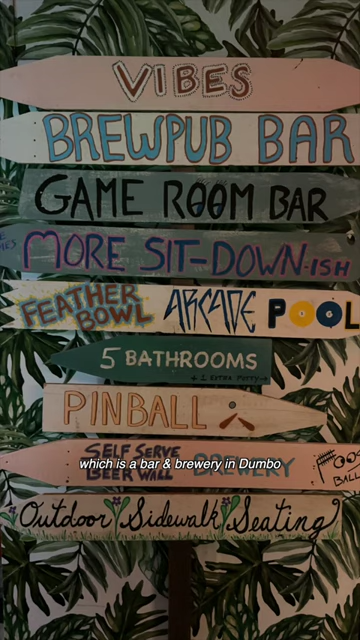 VIBES
BREWPUB BAR
GAME ROOM BAR
MORE SIT-DOWN-ISH
FEATHER BOWL ARCADE POOL
5 BATHROOMS
PINBALL
SELF SERVE
BEER WALL BREWERY
which is a bar & brewery in Dumbo
Outdoor Sidewalk Seating